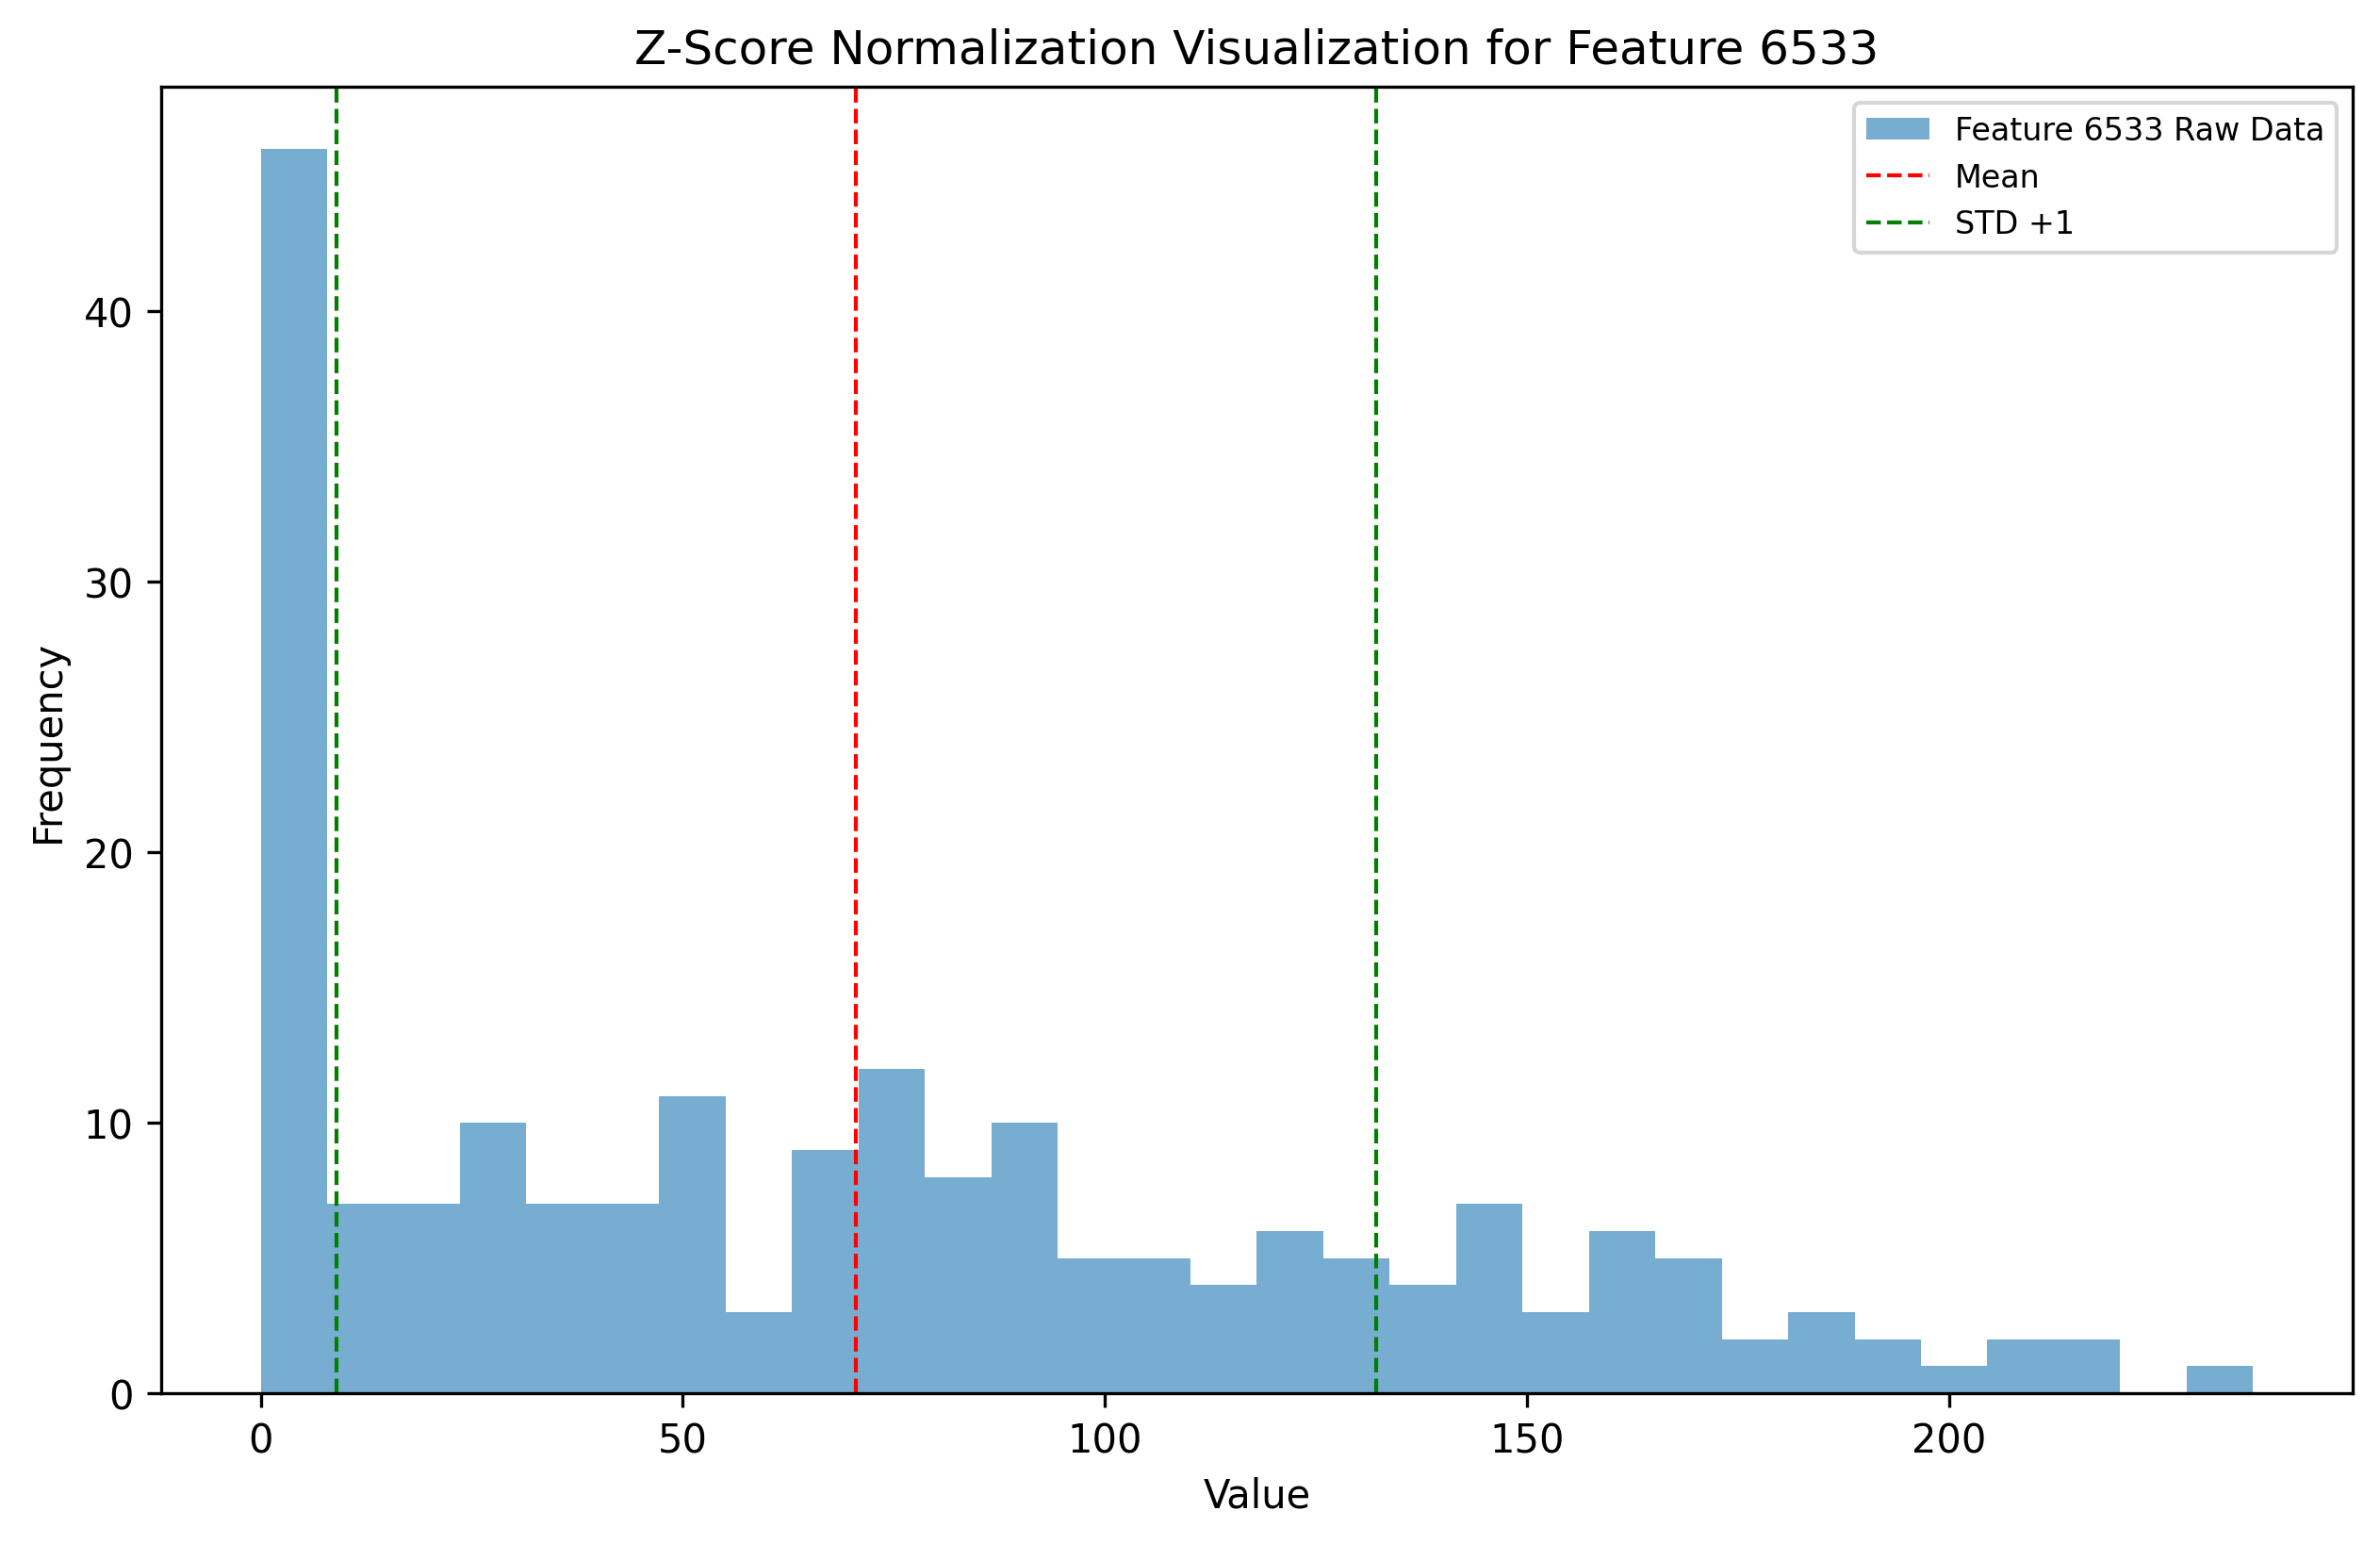 Z-Score Normalization Visualization for Feature 6533
Feature 6533 Raw Data
Mean
STD +1
40
30
20
10
0
Frequency
0 50 100 150 200
Value